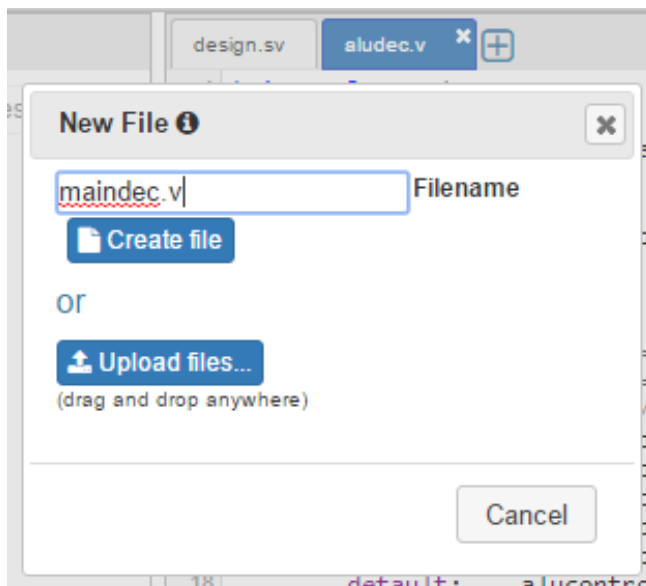 design.sv aludec.v
New File
maindec.v Filename
Create file
or
Upload files...
(drag and drop anywhere)
Cancel
18 default: